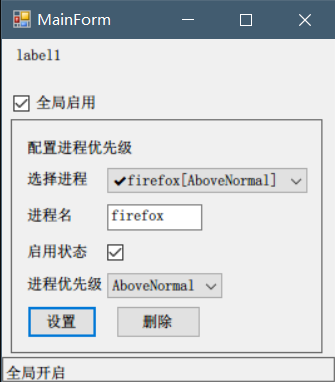 MainForm
label1
全局启用
配置进程优先级
选择进程 ✔firefox[AboveNormal]
进程名 firefox
启用状态
进程优先级 AboveNormal
设置 删除
全局开启